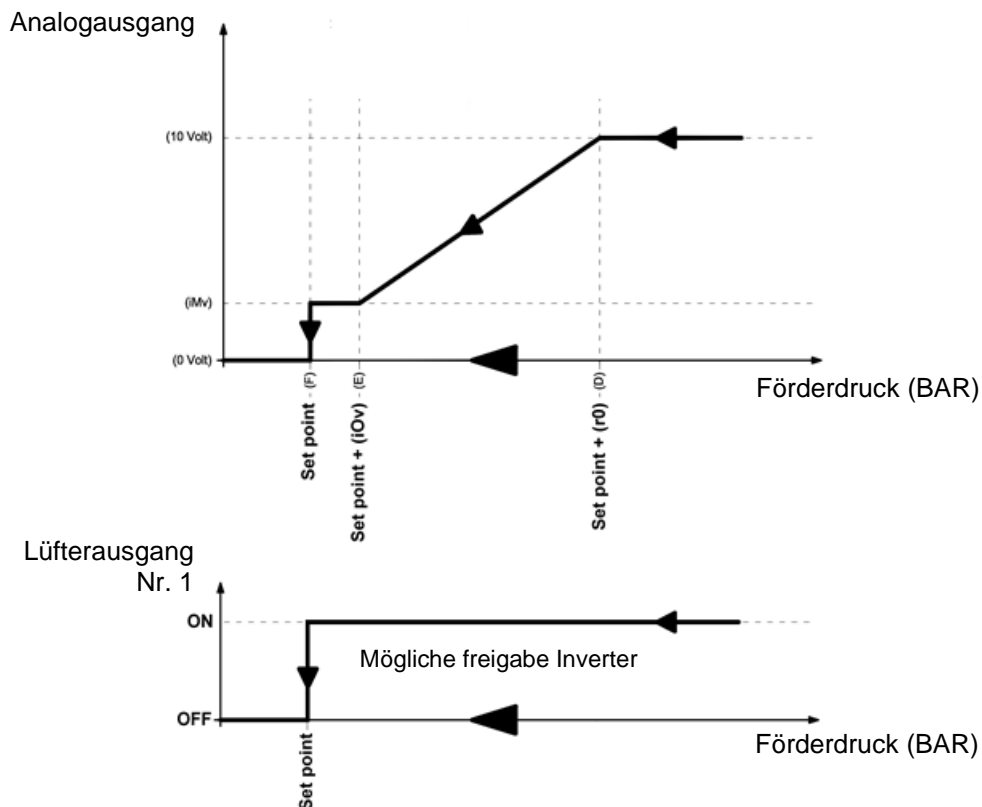 Analogausgang
(10 Volt)
(iMv)
(0 Volt)
Förderdruck (BAR)
Set point - (F)
Set point + (iOv) - (E)
Set point + (r0) - (D)
Lüfterausgang
Nr. 1
ON
Mögliche freigabe Inverter
OFF
Förderdruck (BAR)
Set point